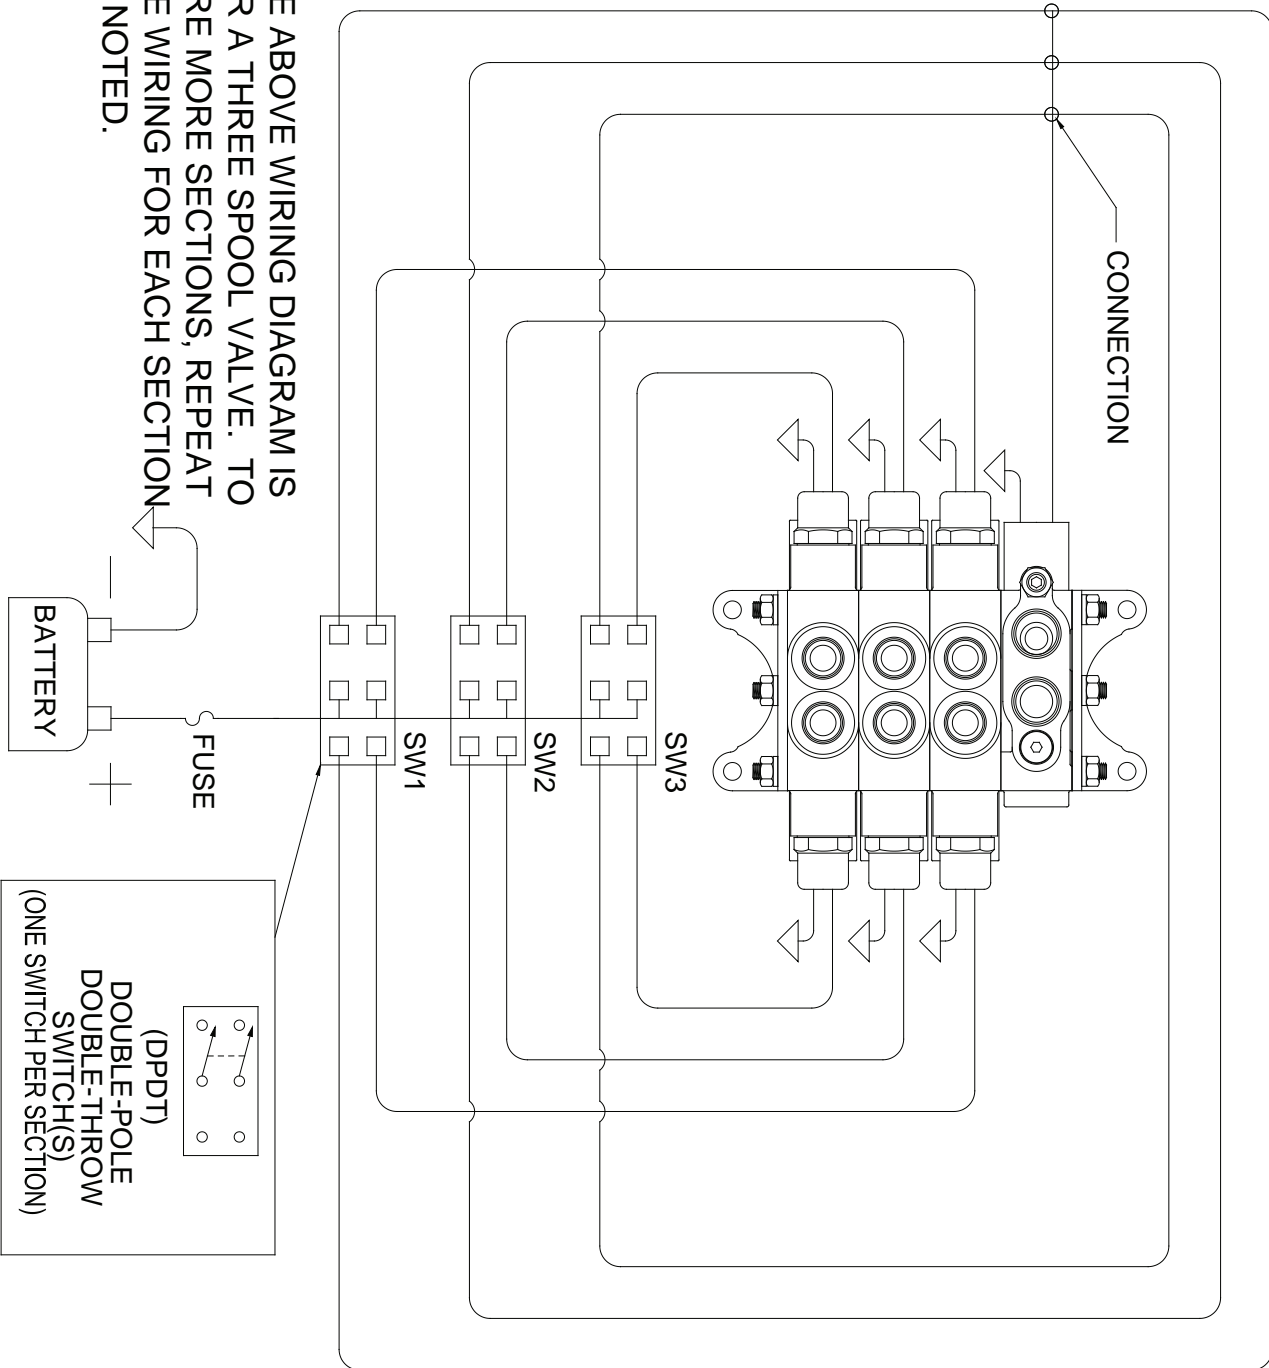 CONNECTION
SW3
SW2
SW1
FUSE
BATTERY
(DPDT)
DOUBLE-POLE
DOUBLE-THROW
SWITCH(S)
(ONE SWITCH PER SECTION)
E ABOVE WIRING DIAGRAM IS
R A THREE SPOOL VALVE. TO
RE MORE SECTIONS, REPEAT
E WIRING FOR EACH SECTION
NOTED.